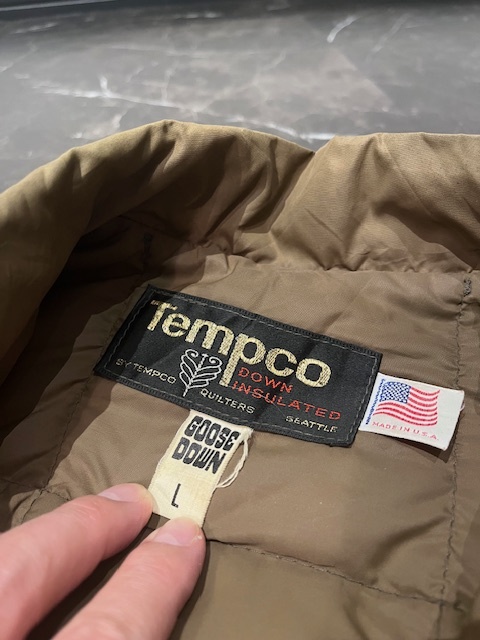 Tempco
DOWN
INSULATED
BY TEMPCO QUILTERS SEATTLE
MADE IN U.S.A.
GOOSE
DOWN
L